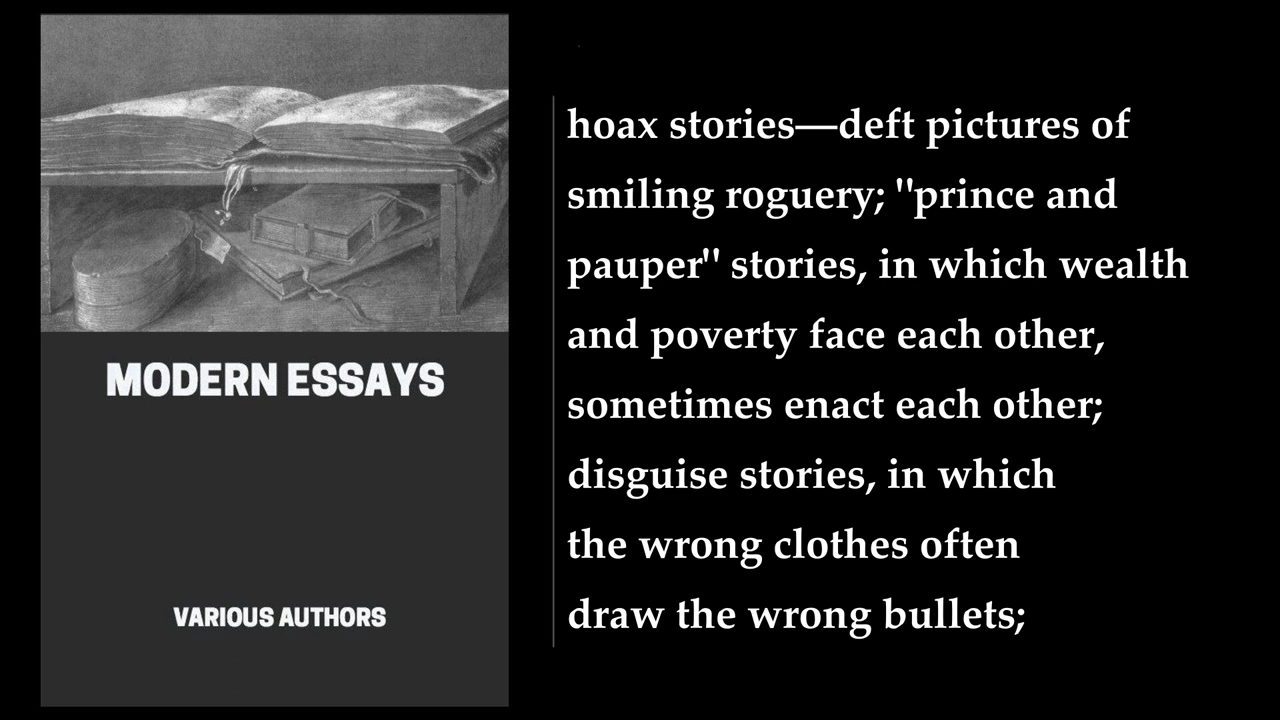 MODERN ESSAYS
VARIOUS AUTHORS
hoax stories—deft pictures of
smiling roguery; "prince and
pauper" stories, in which wealth
and poverty face each other,
sometimes enact each other;
disguise stories, in which
the wrong clothes often
draw the wrong bullets;